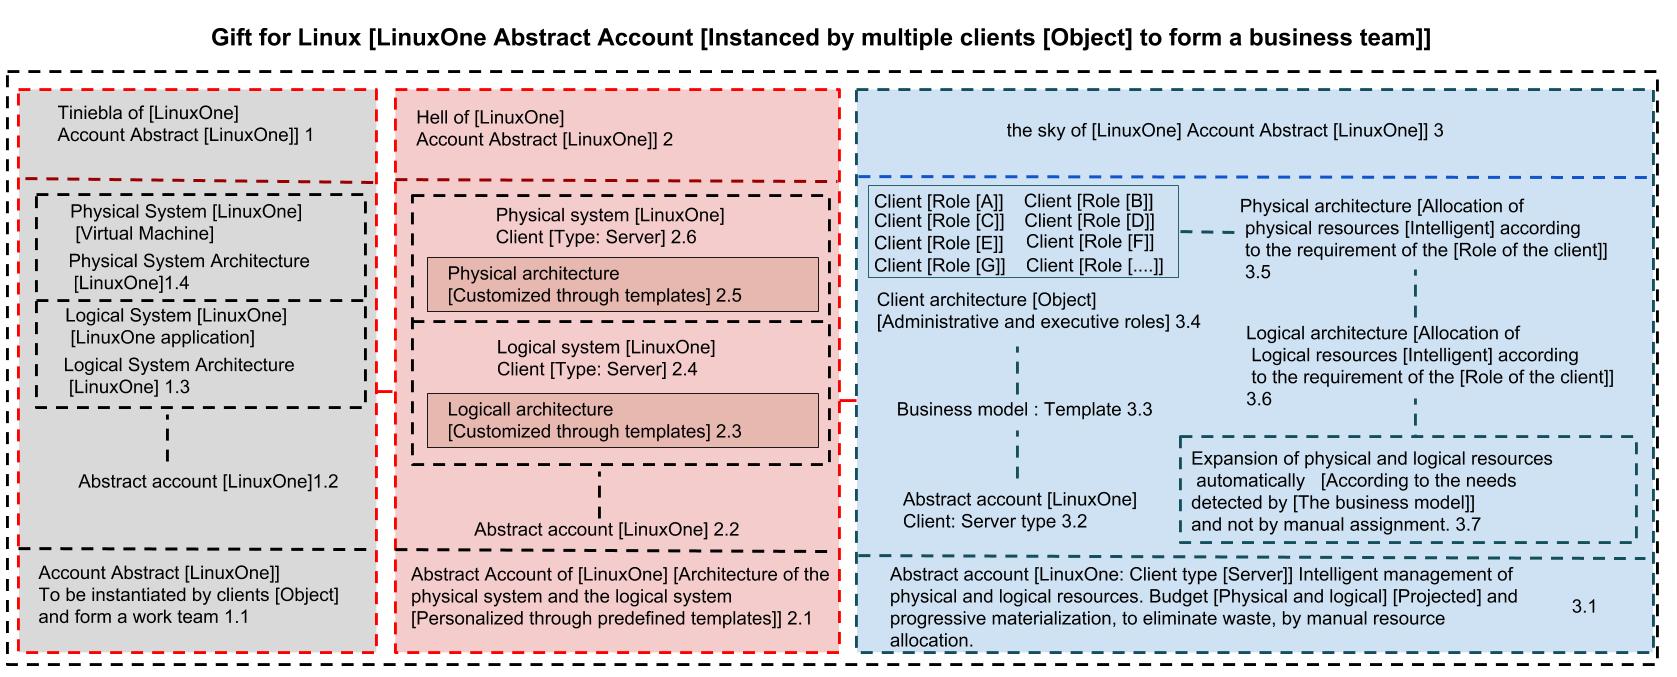 Gift for Linux [LinuxOne Abstract Account [Instanced by multiple clients [Object] to form a business team]]
Tiniebla of [LinuxOne]
Account Abstract [LinuxOne]] 1
Physical System [LinuxOne]
[Virtual Machine]
Physical System Architecture
[LinuxOne]1.4
Logical System [LinuxOne]
[LinuxOne application]
Logical System Architecture
[LinuxOne] 1.3
Abstract account [LinuxOne]1.2
Account Abstract [LinuxOne]]
To be instantiated by clients [Object]
and form a work team 1.1
Hell of [LinuxOne]
Account Abstract [LinuxOne]] 2
Physical system [LinuxOne]
Client [Type: Server] 2.6
Physical architecture
[Customized through templates] 2.5
Logical system [LinuxOne]
Client [Type: Server] 2.4
Logicall architecture
[Customized through templates] 2.3
Abstract account [LinuxOne] 2.2
Abstract Account of [LinuxOne] [Architecture of the
physical system and the logical system
[Personalized through predefined templates]] 2.1
the sky of [LinuxOne] Account Abstract [LinuxOne]] 3
Client [Role [A]] Client [Role [B]]
Client [Role [C]] Client [Role [D]]
Client [Role [E]] Client [Role [F]]
Client [Role [G]] Client [Role [....]]
Client architecture [Object]
[Administrative and executive roles] 3.4
Business model : Template 3.3
Abstract account [LinuxOne]
Client: Server type 3.2
Physical architecture [Allocation of
physical resources [Intelligent] according
to the requirement of the [Role of the client]]
3.5
Logical architecture [Allocation of
Logical resources [Intelligent] according
to the requirement of the [Role of the client]]
3.6
Expansion of physical and logical resources
automatically [According to the needs
detected by [The business model]]
and not by manual assignment. 3.7
Abstract account [LinuxOne: Client type [Server]] Intelligent management of
physical and logical resources. Budget [Physical and logical] [Projected] and
progressive materialization, to eliminate waste, by manual resource
allocation.
3.1